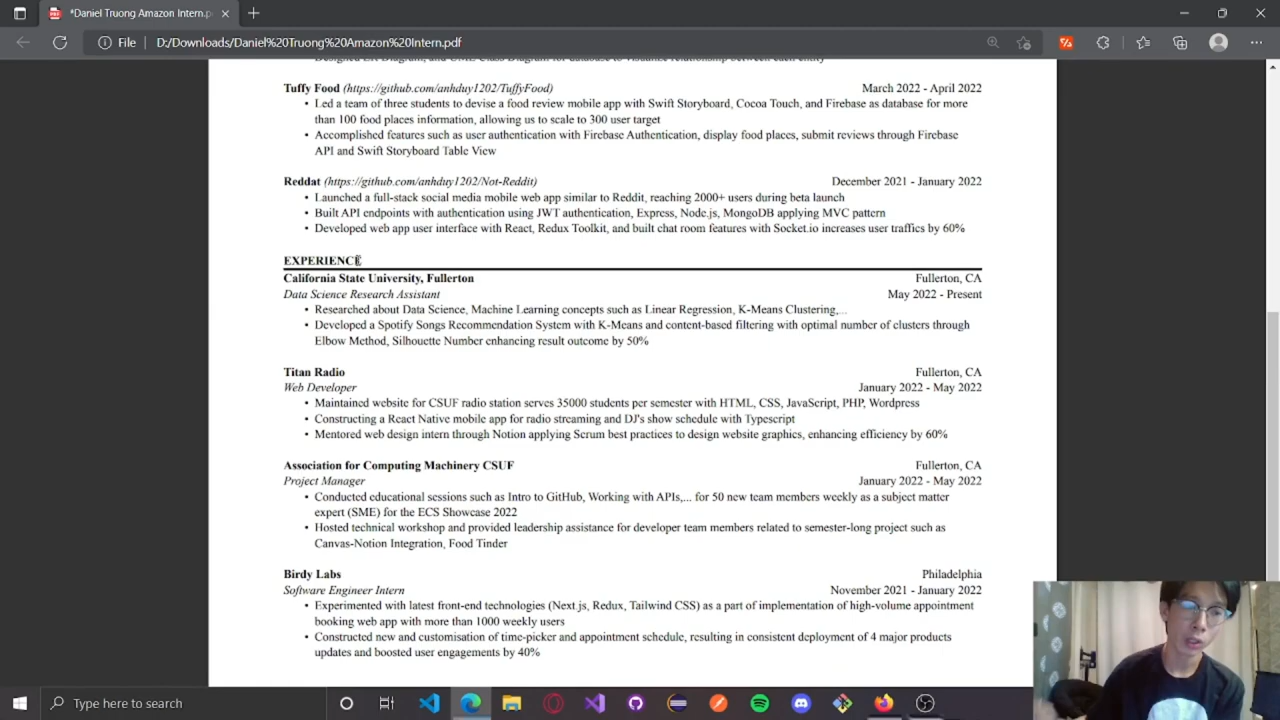 *Daniel Truong Amazon Intern.p
File
D:/Downloads/Daniel%20Truong%20Amazon%20Intern.pdf
Designed ER Diagram, and UML Class Diagram for database to visualize relationship between each entity
Tuffy Food (https://github.com/anhduy1202/TuffyFood) March 2022 - April 2022
• Led a team of three students to devise a food review mobile app with Swift Storyboard, Cocoa Touch, and Firebase as database for more
than 100 food places information, allowing us to scale to 300 user target
• Accomplished features such as user authentication with Firebase Authentication, display food places, submit reviews through Firebase
API and Swift Storyboard Table View
Reddat (https://github.com/anhduy1202/Not-Reddit) December 2021 - January 2022
• Launched a full-stack social media mobile web app similar to Reddit, reaching 2000+ users during beta launch
• Built API endpoints with authentication using JWT authentication, Express, Node.js, MongoDB applying MVC pattern
• Developed web app user interface with React, Redux Toolkit, and built chat room features with Socket.io increases user traffics by 60%
EXPERIENCE
California State University, Fullerton Fullerton, CA
Data Science Research Assistant May 2022 - Present
• Researched about Data Science, Machine Learning concepts such as Linear Regression, K-Means Clustering,...
• Developed a Spotify Songs Recommendation System with K-Means and content-based filtering with optimal number of clusters through
Elbow Method, Silhouette Number enhancing result outcome by 50%
Titan Radio Fullerton, CA
Web Developer January 2022 - May 2022
• Maintained website for CSUF radio station serves 35000 students per semester with HTML, CSS, JavaScript, PHP, Wordpress
• Constructing a React Native mobile app for radio streaming and DJ's show schedule with Typescript
• Mentored web design intern through Notion applying Scrum best practices to design website graphics, enhancing efficiency by 60%
Association for Computing Machinery CSUF Fullerton, CA
Project Manager January 2022 - May 2022
• Conducted educational sessions such as Intro to GitHub, Working with APIs,... for 50 new team members weekly as a subject matter
expert (SME) for the ECS Showcase 2022
• Hosted technical workshop and provided leadership assistance for developer team members related to semester-long project such as
Canvas-Notion Integration, Food Tinder
Birdy Labs Philadelphia
Software Engineer Intern November 2021 - January 2022
• Experimented with latest front-end technologies (Next.js, Redux, Tailwind CSS) as a part of implementation of high-volume appointment
booking web app with more than 1000 weekly users
• Constructed new and customisation of time-picker and appointment schedule, resulting in consistent deployment of 4 major products
updates and boosted user engagements by 40%
Type here to search